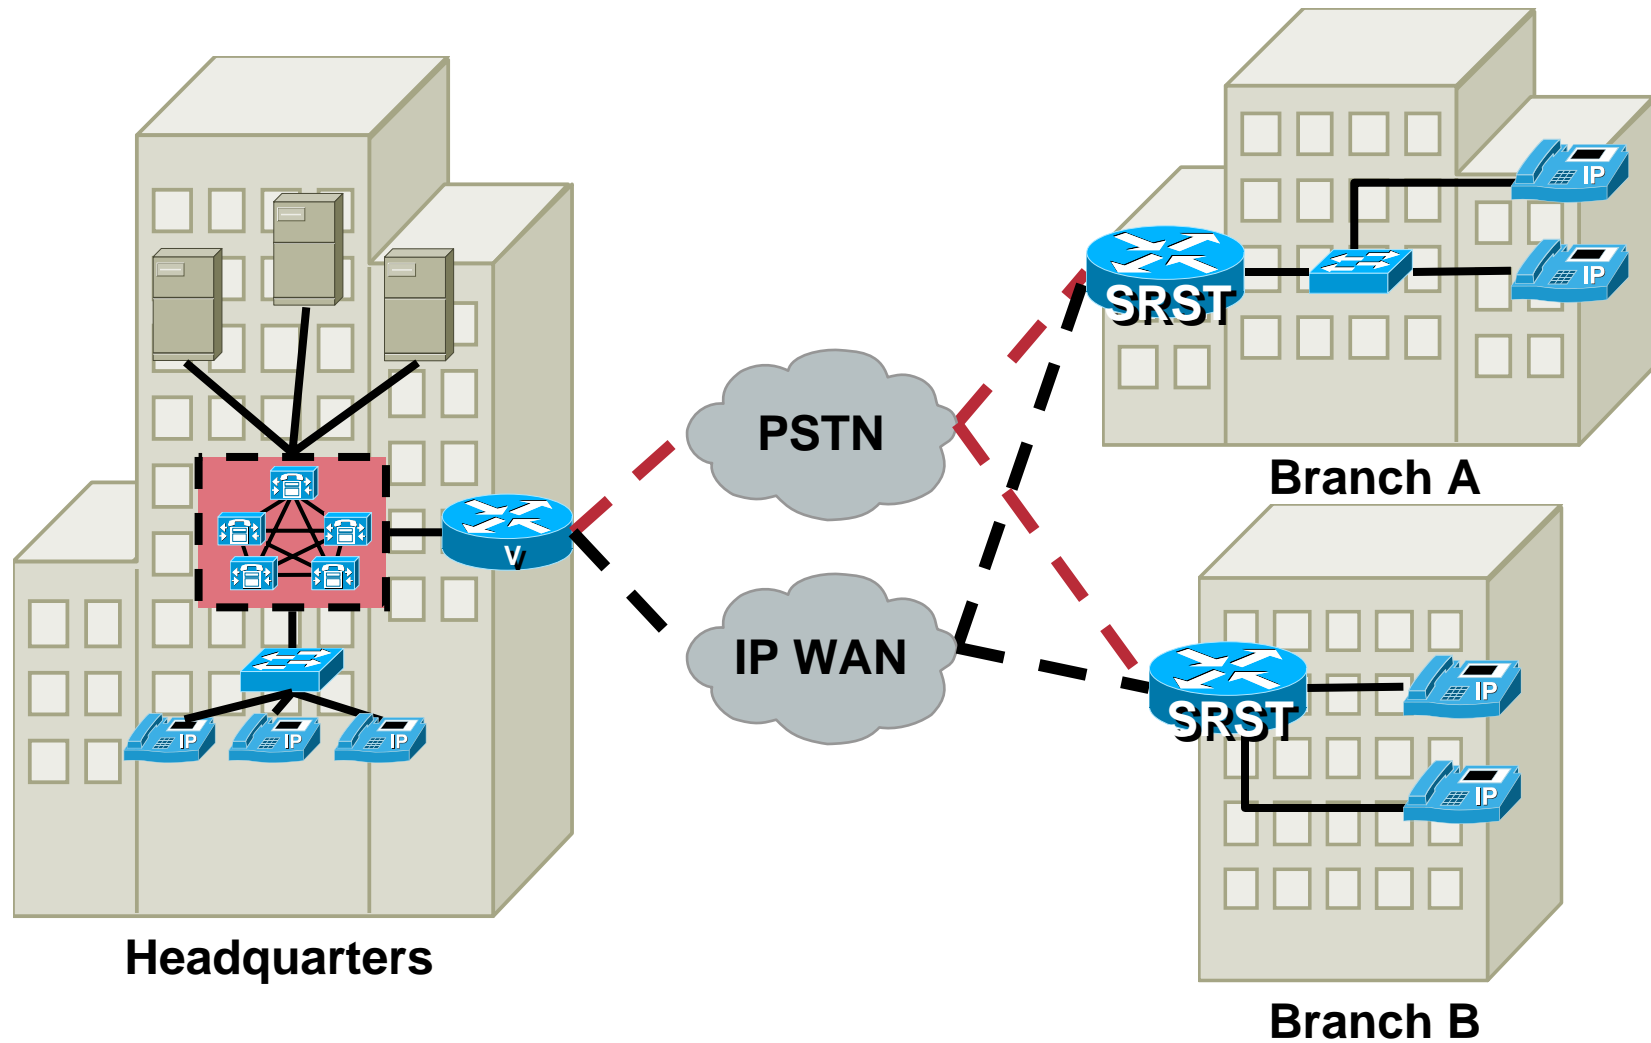 IP
IP
SRST
PSTN
Branch A
V
IP WAN
IP
SRST
IP
IP
IP
IP
Headquarters
Branch B